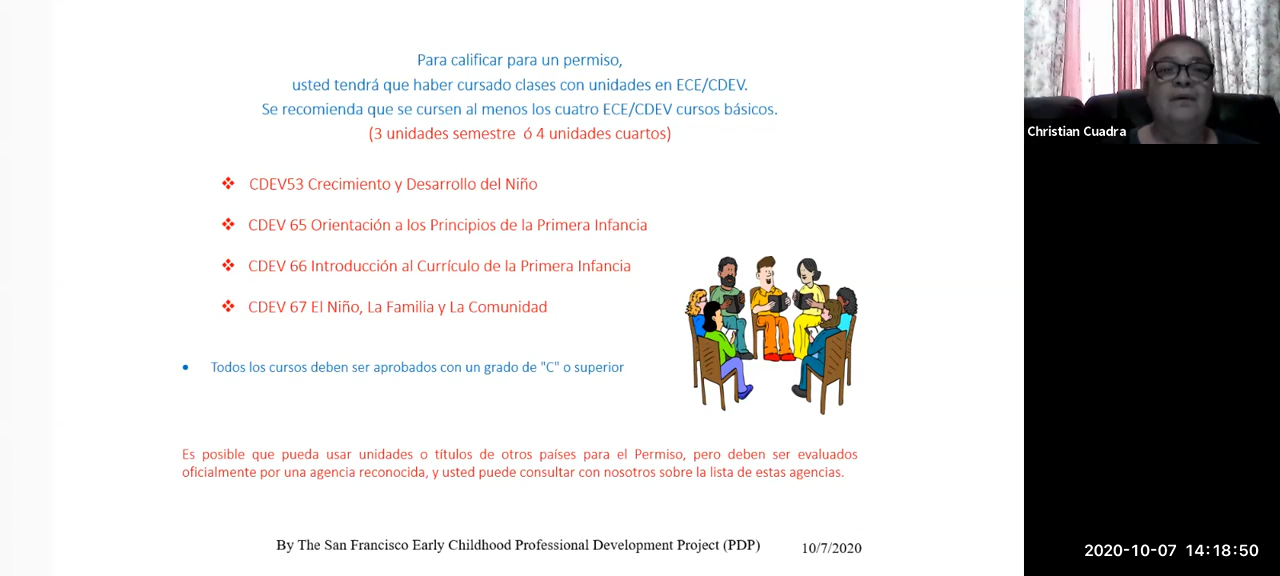 Para calificar para un permiso,
usted tendrá que haber cursado clases con unidades en ECE/CDEV.
Se recomienda que se cursen al menos los cuatro ECE/CDEV cursos básicos.
(3 unidades semestre ó 4 unidades cuartos)
❖ CDEV53 Crecimiento y Desarrollo del Niño
❖ CDEV 65 Orientación a los Principios de la Primera Infancia
❖ CDEV 66 Introducción al Currículo de la Primera Infancia
❖ CDEV 67 El Niño, La Familia y La Comunidad
• Todos los cursos deben ser aprobados con un grado de "C" o superior
Es posible que pueda usar unidades o títulos de otros países para el Permiso, pero deben ser evaluados
oficialmente por una agencia reconocida, y usted puede consultar con nosotros sobre la lista de estas agencias.
By The San Francisco Early Childhood Professional Development Project (PDP) 10/7/2020
Christian Cuadra
2020-10-07 14:18:50